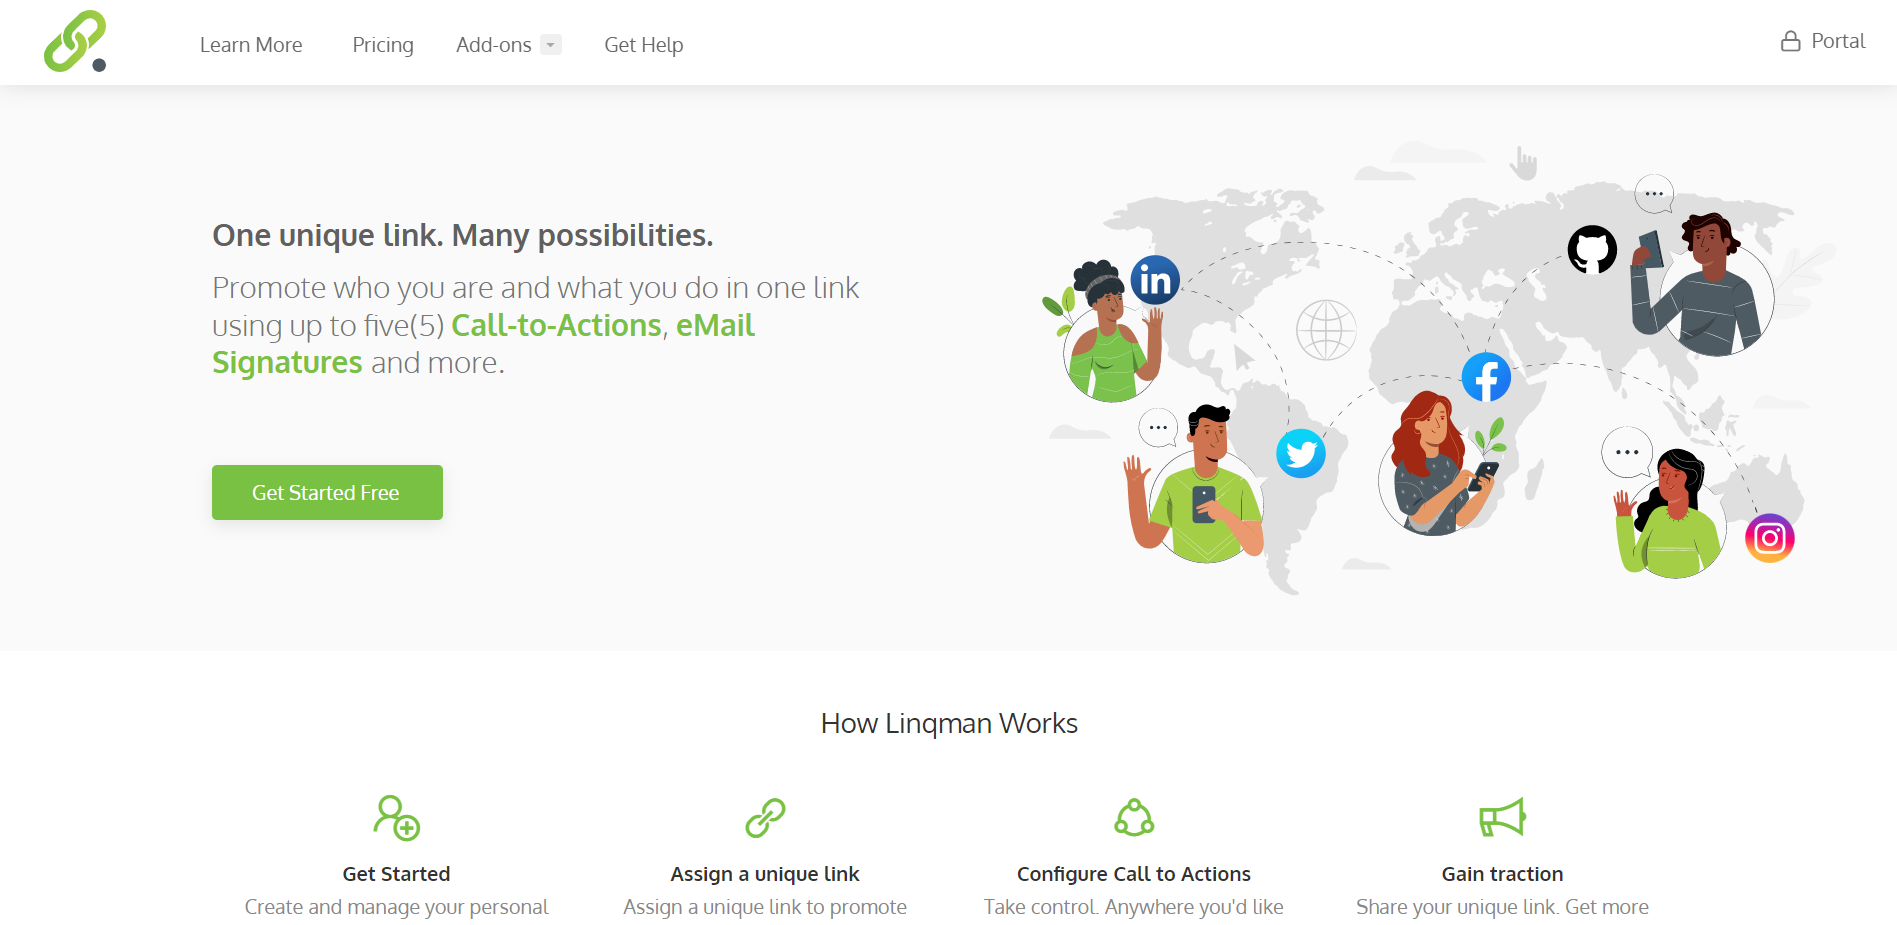 Learn More
Pricing
Add-ons
Get Help
Portal
One unique link. Many possibilities.
Promote who you are and what you do in one link
using up to five(5) Call-to-Actions, eMail
Signatures and more.
Get Started Free
in
How Linqman Works
Get Started
Create and manage your personal
Assign a unique link
Assign a unique link to promote
Configure Call to Actions
Take control. Anywhere you'd like
Gain traction
Share your unique link. Get more